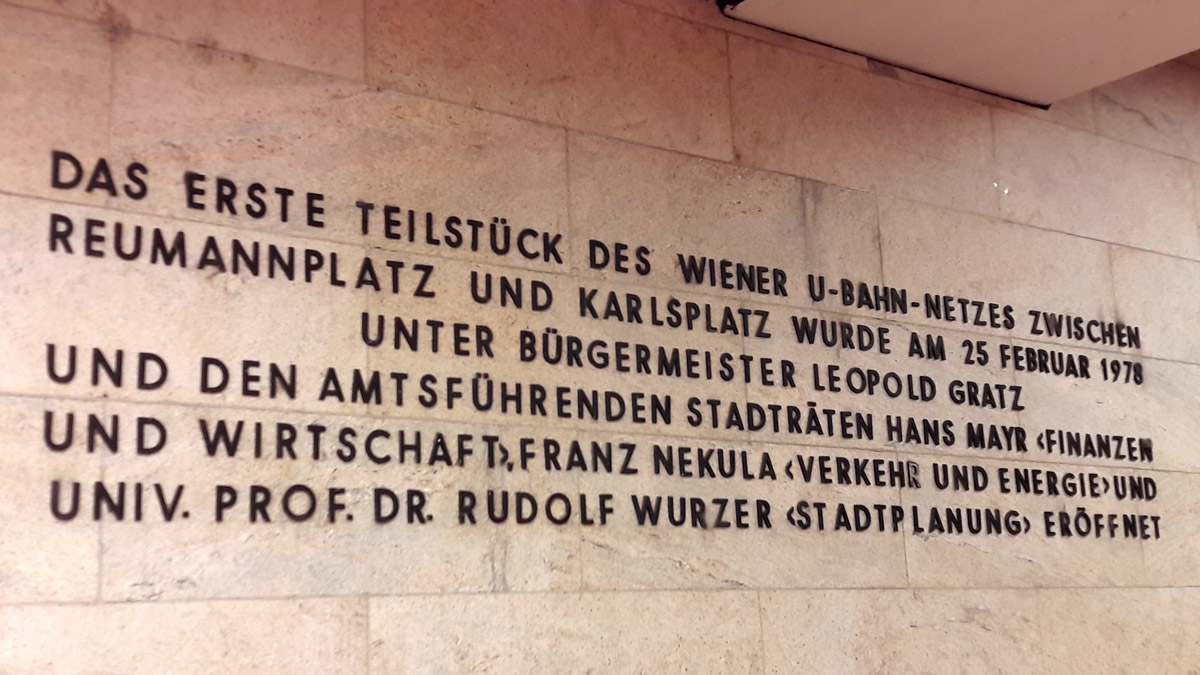 DAS ERSTE TEILSTÜCK DES WIENER U-BAHN-NETZES ZWISCHEN
REUMANNPLATZ UND KARLSPLATZ WURDE AM 25 FEBRUAR 1978
UNTER BÜRGERMEISTER LEOPOLD GRATZ
UND DEN AMTSFÜHRENDEN STADTRÄTEN HANS MAYR ‹FINANZEN
UND WIRTSCHAFT›, FRANZ NEKULA ‹VERKEHR UND ENERGIE› UND
UNIV. PROF. DR. RUDOLF WURZER ‹STADTPLANUNG› ERÖFFNET